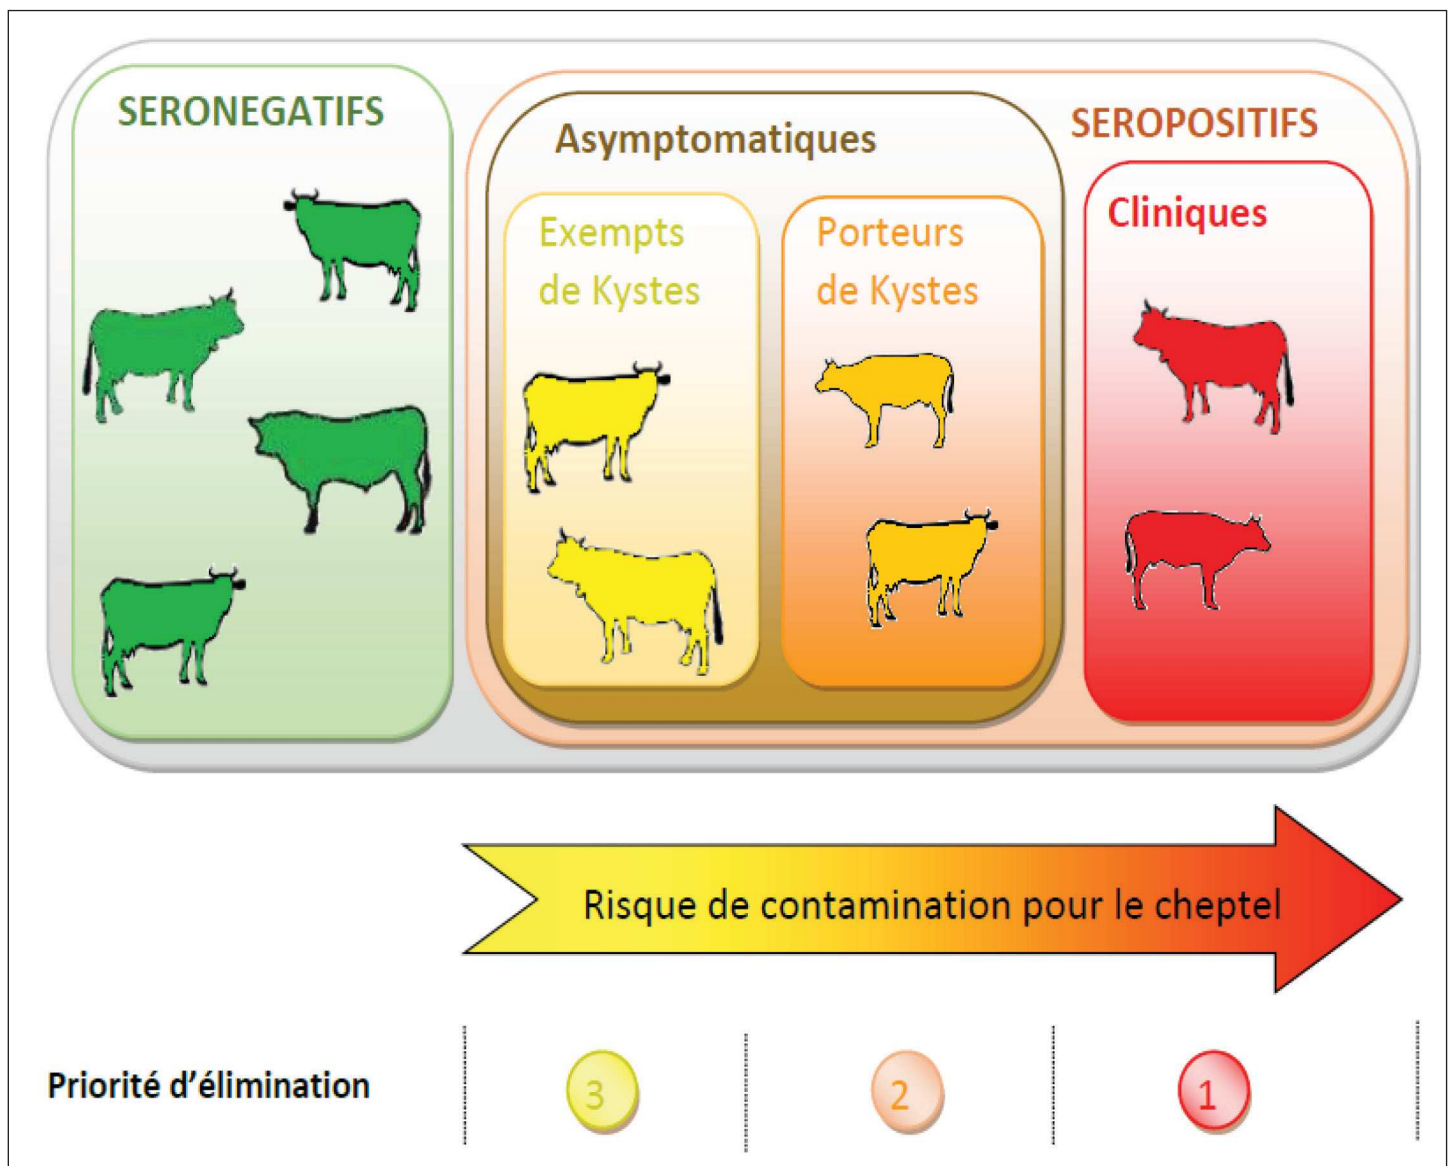 SERONEGATIFS
Asymptomatiques
SEROPOSITIFS
Exempts
de Kystes
Porteurs
de Kystes
Cliniques
Risque de contamination pour le cheptel
Priorité d'élimination
3
2
1